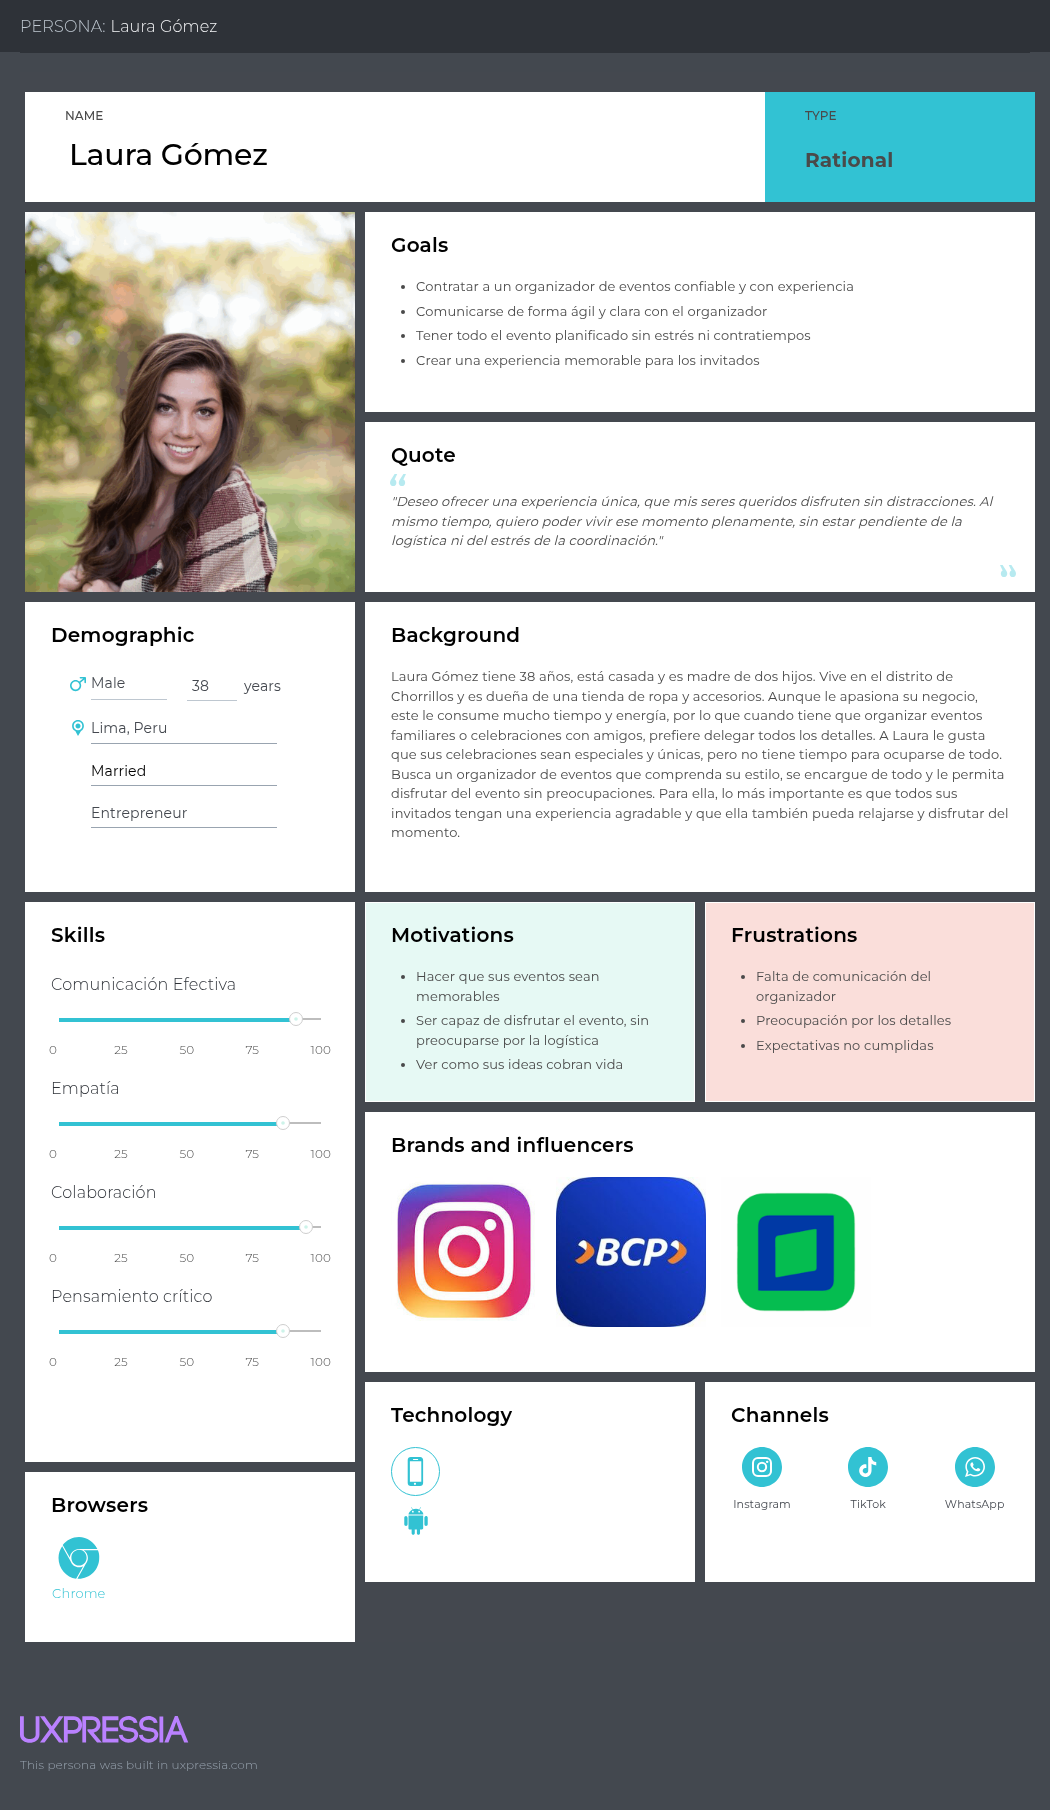 PERSONA: Laura Gómez
NAME
Laura Gómez
TYPE
Rational
Goals
• Contratar a un organizador de eventos confiable y con experiencia
• Comunicarse de forma ágil y clara con el organizador
• Tener todo el evento planificado sin estrés ni contratiempos
• Crear una experiencia memorable para los invitados
Quote
"Deseo ofrecer una experiencia única, que mis seres queridos disfruten sin distracciones. Al
mismo tiempo, quiero poder vivir ese momento plenamente, sin estar pendiente de la
logística ni del estrés de la coordinación."
Demographic
Male
38 years
Lima, Peru
Married
Entrepreneur
Background
Laura Gómez tiene 38 años, está casada y es madre de dos hijos. Vive en el distrito de
Chorrillos y es dueña de una tienda de ropa y accesorios. Aunque le apasiona su negocio,
este le consume mucho tiempo y energía, por lo que cuando tiene que organizar eventos
familiares o celebraciones con amigos, prefiere delegar todos los detalles. A Laura le gusta
que sus celebraciones sean especiales y únicas, pero no tiene tiempo para ocuparse de todo.
Busca un organizador de eventos que comprenda su estilo, se encargue de todo y le permita
disfrutar del evento sin preocupaciones. Para ella, lo más importante es que todos sus
invitados tengan una experiencia agradable y que ella también pueda relajarse y disfrutar del
momento.
Skills
Comunicación Efectiva
0 25 50 75 100
Empatía
0 25 50 75 100
Colaboración
0 25 50 75 100
Pensamiento crítico
0 25 50 75 100
Motivations
• Hacer que sus eventos sean
memorables
• Ser capaz de disfrutar el evento, sin
preocuparse por la logística
• Ver como sus ideas cobran vida
Frustrations
• Falta de comunicación del
organizador
• Preocupación por los detalles
• Expectativas no cumplidas
Brands and influencers
BCP
Technology
Channels
Instagram
TikTok
WhatsApp
Browsers
Chrome
UXPRESSIA
This persona was built in uxpressia.com